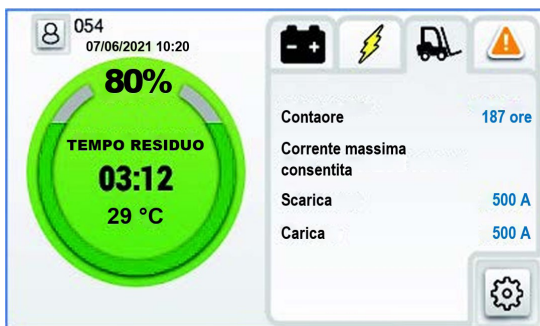 054
07/06/2021 10:20
80%
TEMPO RESIDUO
03:12
29 °C
Contaore 187 ore
Corrente massima
consentita
Scarica 500 A
Carica 500 A